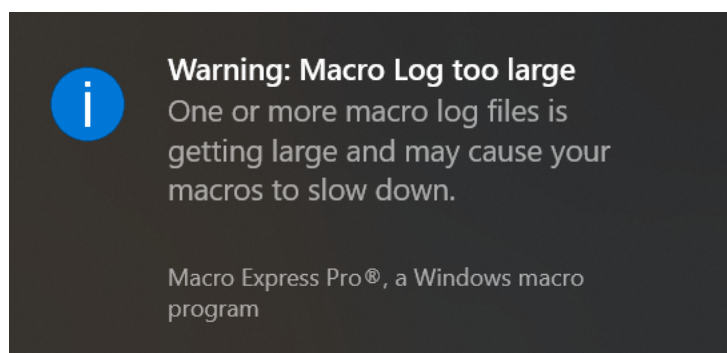 Warning: Macro Log too large
One or more macro log files is
getting large and may cause your
macros to slow down.
Macro Express Pro®, a Windows macro
program